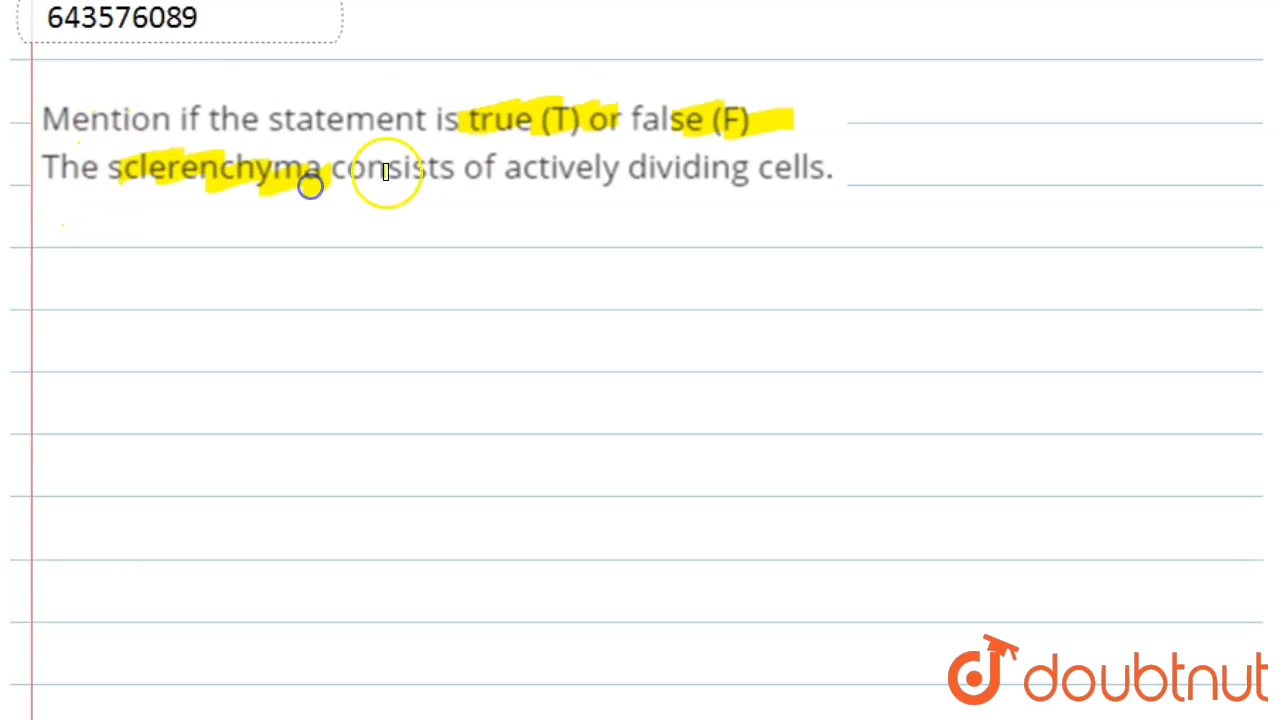 643576089
Mention if the statement is true (T) or false (F)
The sclerenchyma consists of actively dividing cells.
doubtnut